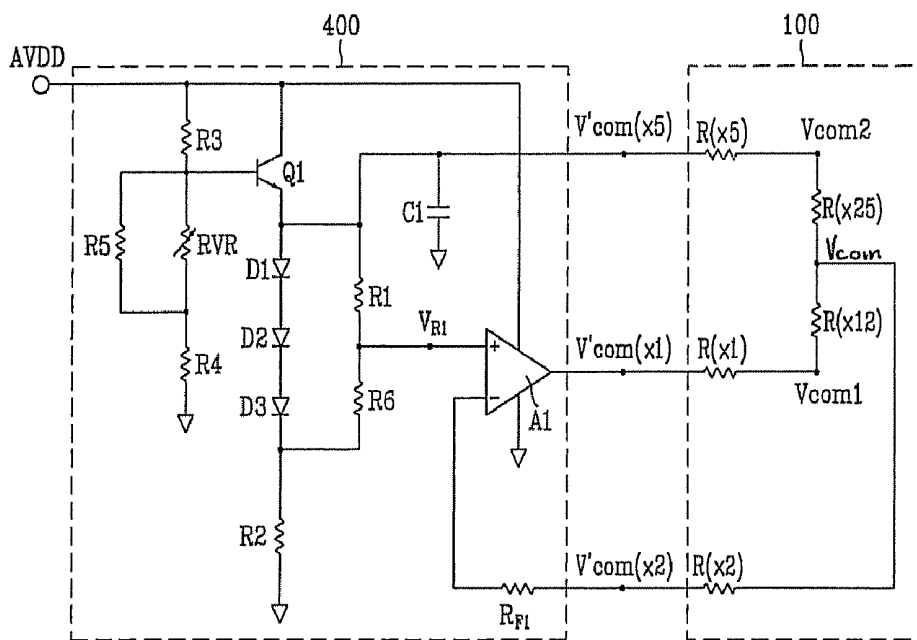 400
100
AVDD
V'com(x5)
R(x5)
Vcom2
R3
Q1
C1
R(x25)
R5
RVR
D1
R1
Vcom
VR1
V'com(x1)
R(x1)
R(x12)
D2
+
R4
R6
D3
−
A1
Vcom1
R2
V'com(x2)
R(x2)
RF1